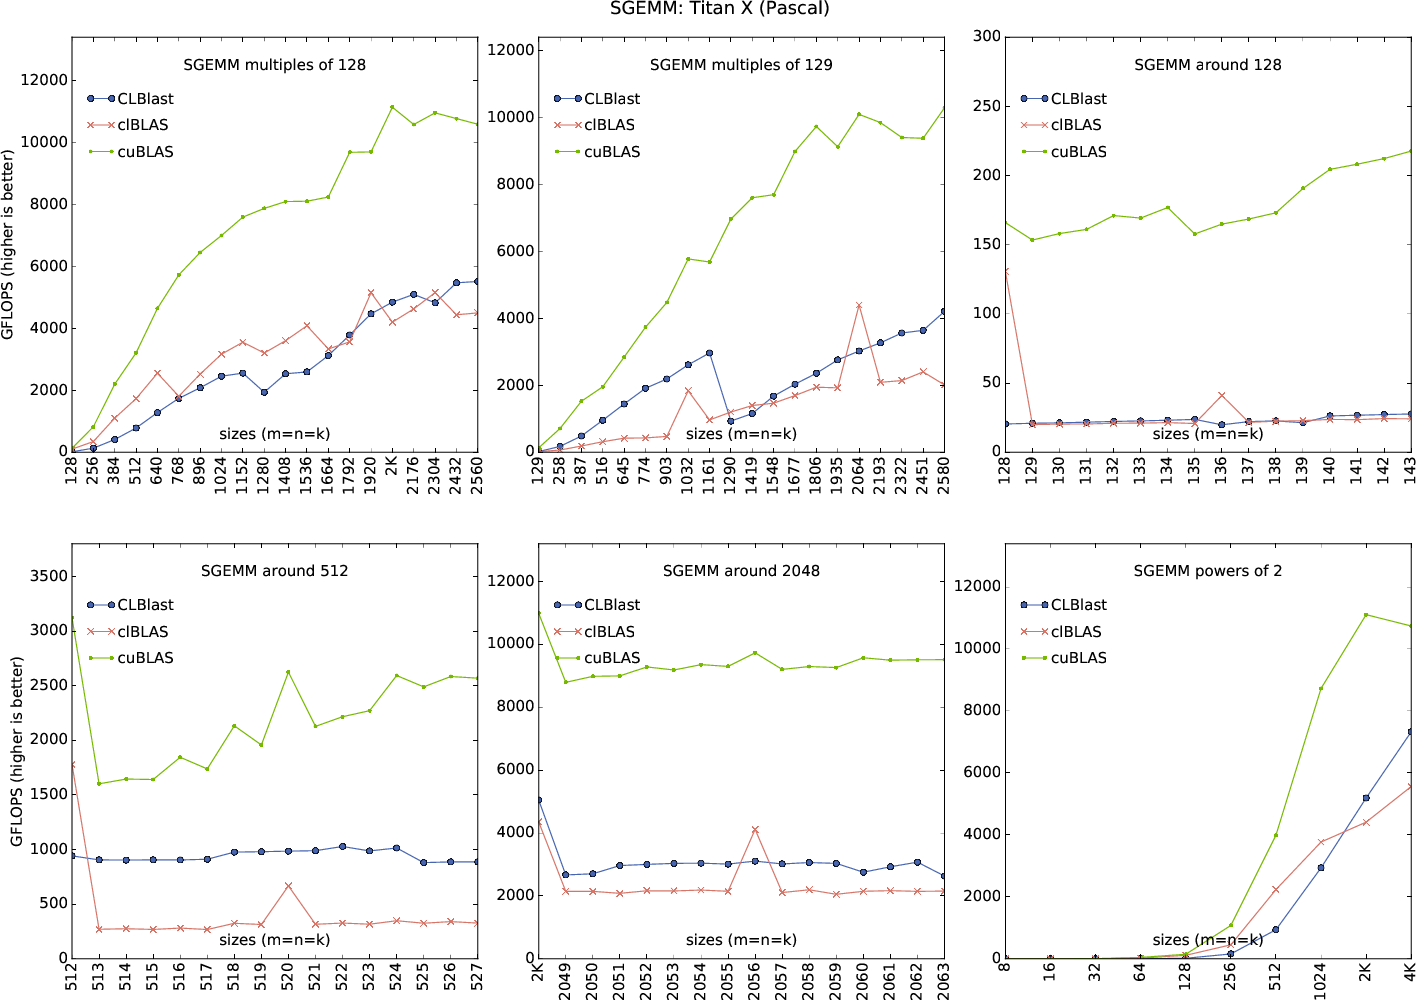 SGEMM: Titan X (Pascal)
GFLOPS (higher is better)
SGEMM multiples of 128
CLBlast
clBLAS
cuBLAS
12000
10000
8000
6000
4000
2000
0
sizes (m=n=k)
128 256 384 512 640 768 896 1024 1152 1280 1408 1536 1664 1792 1920 2K 2176 2304 2432 2560
SGEMM multiples of 129
CLBlast
clBLAS
cuBLAS
12000
10000
8000
6000
4000
2000
0
sizes (m=n=k)
129 258 387 516 645 774 903 1032 1161 1290 1419 1548 1677 1806 1935 2064 2193 2322 2451 2580
SGEMM around 128
CLBlast
clBLAS
cuBLAS
300
250
200
150
100
50
0
sizes (m=n=k)
128 129 130 131 132 133 134 135 136 137 138 139 140 141 142 143
GFLOPS (higher is better)
SGEMM around 512
CLBlast
clBLAS
cuBLAS
3500
3000
2500
2000
1500
1000
500
0
sizes (m=n=k)
512 513 514 515 516 517 518 519 520 521 522 523 524 525 526 527
SGEMM around 2048
CLBlast
clBLAS
cuBLAS
12000
10000
8000
6000
4000
2000
0
sizes (m=n=k)
2K 2049 2050 2051 2052 2053 2054 2055 2056 2057 2058 2059 2060 2061 2062 2063
SGEMM powers of 2
CLBlast
clBLAS
cuBLAS
12000
10000
8000
6000
4000
2000
0
sizes (m=n=k)
8 16 32 64 128 256 512 1024 2K 4K